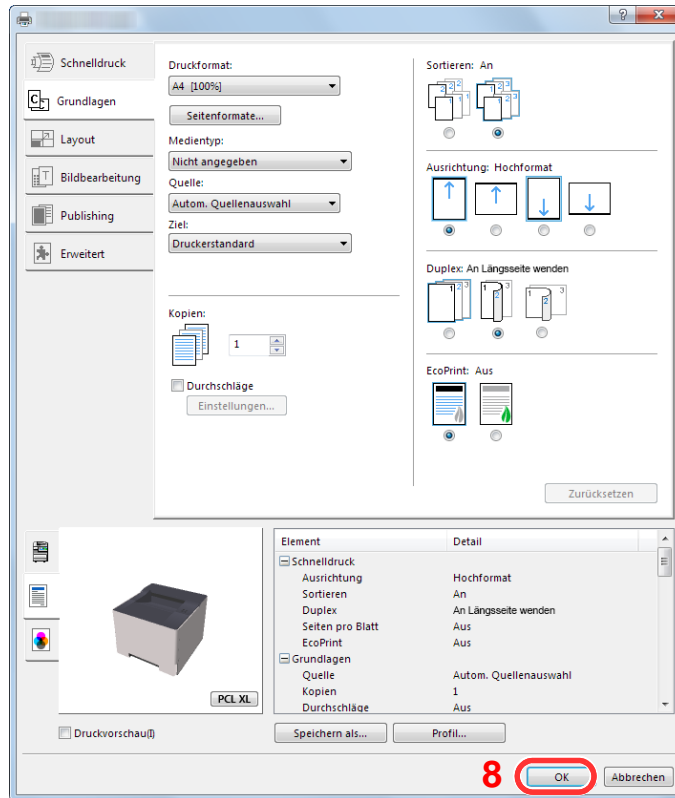 Schnelldruck
Grundlagen
Layout
Bildbearbeitung
Publishing
Erweitert
Druckformat:
A4 [100%]
Seitenformate...
Medientyp:
Nicht angegeben
Quelle:
Autom. Quellenauswahl
Ziel:
Druckerstandard
Kopien:
1
Durchschläge
Einstellungen...
Sortieren: An
Ausrichtung: Hochformat
Duplex: An Längsseite wenden
EcoPrint: Aus
Zurücksetzen
PCL XL
Druckvorschau(I)
Element Detail
Schnelldruck
Ausrichtung Hochformat
Sortieren An
Duplex An Längsseite wenden
Seiten pro Blatt Aus
EcoPrint Aus
Grundlagen
Quelle Autom. Quellenauswahl
Kopien 1
Durchschläge Aus
Speichern als... Profil...
8 OK Abbrechen